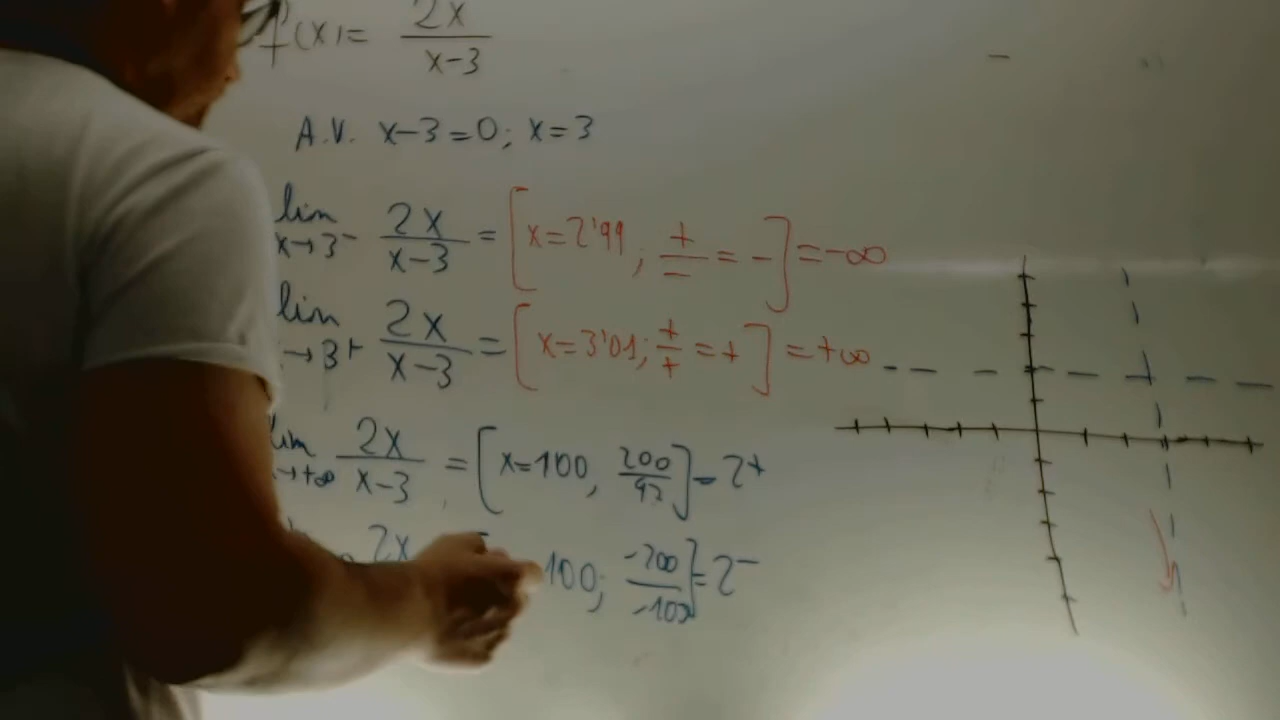 f(x)= 2x/x-3
A.V. x-3=0; x=3
lim x→3⁻ 2x/x-3 = [x=2'99; +/- = -] = -∞
lim →3⁺ 2x/x-3 = [x=3'01; +/+ = +] = +∞
lim →+∞ 2x/x-3 = [x=100, 200/97] = 2⁺
2x 100; -200/-103] = 2⁻